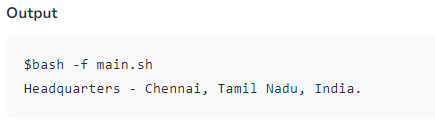 Output
$bash -f main.sh
Headquarters - Chennai, Tamil Nadu, India.